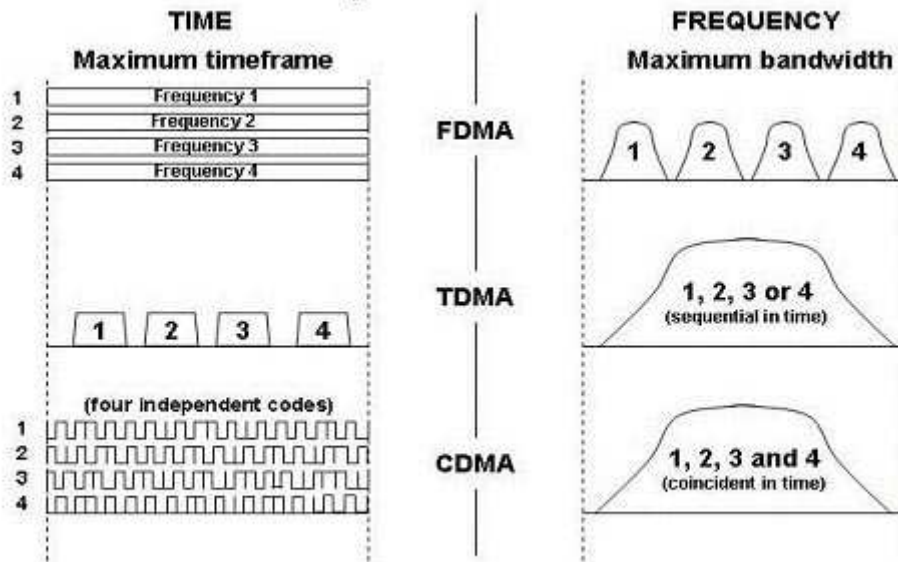 TIME
Maximum timeframe
1 Frequency 1
2 Frequency 2
3 Frequency 3
4 Frequency 4
FDMA
FREQUENCY
Maximum bandwidth
1 2 3 4
1 2 3 4
TDMA
1, 2, 3 or 4
(sequential in time)
(four independent codes)
1
2
3
4
CDMA
1, 2, 3 and 4
(coincident in time)